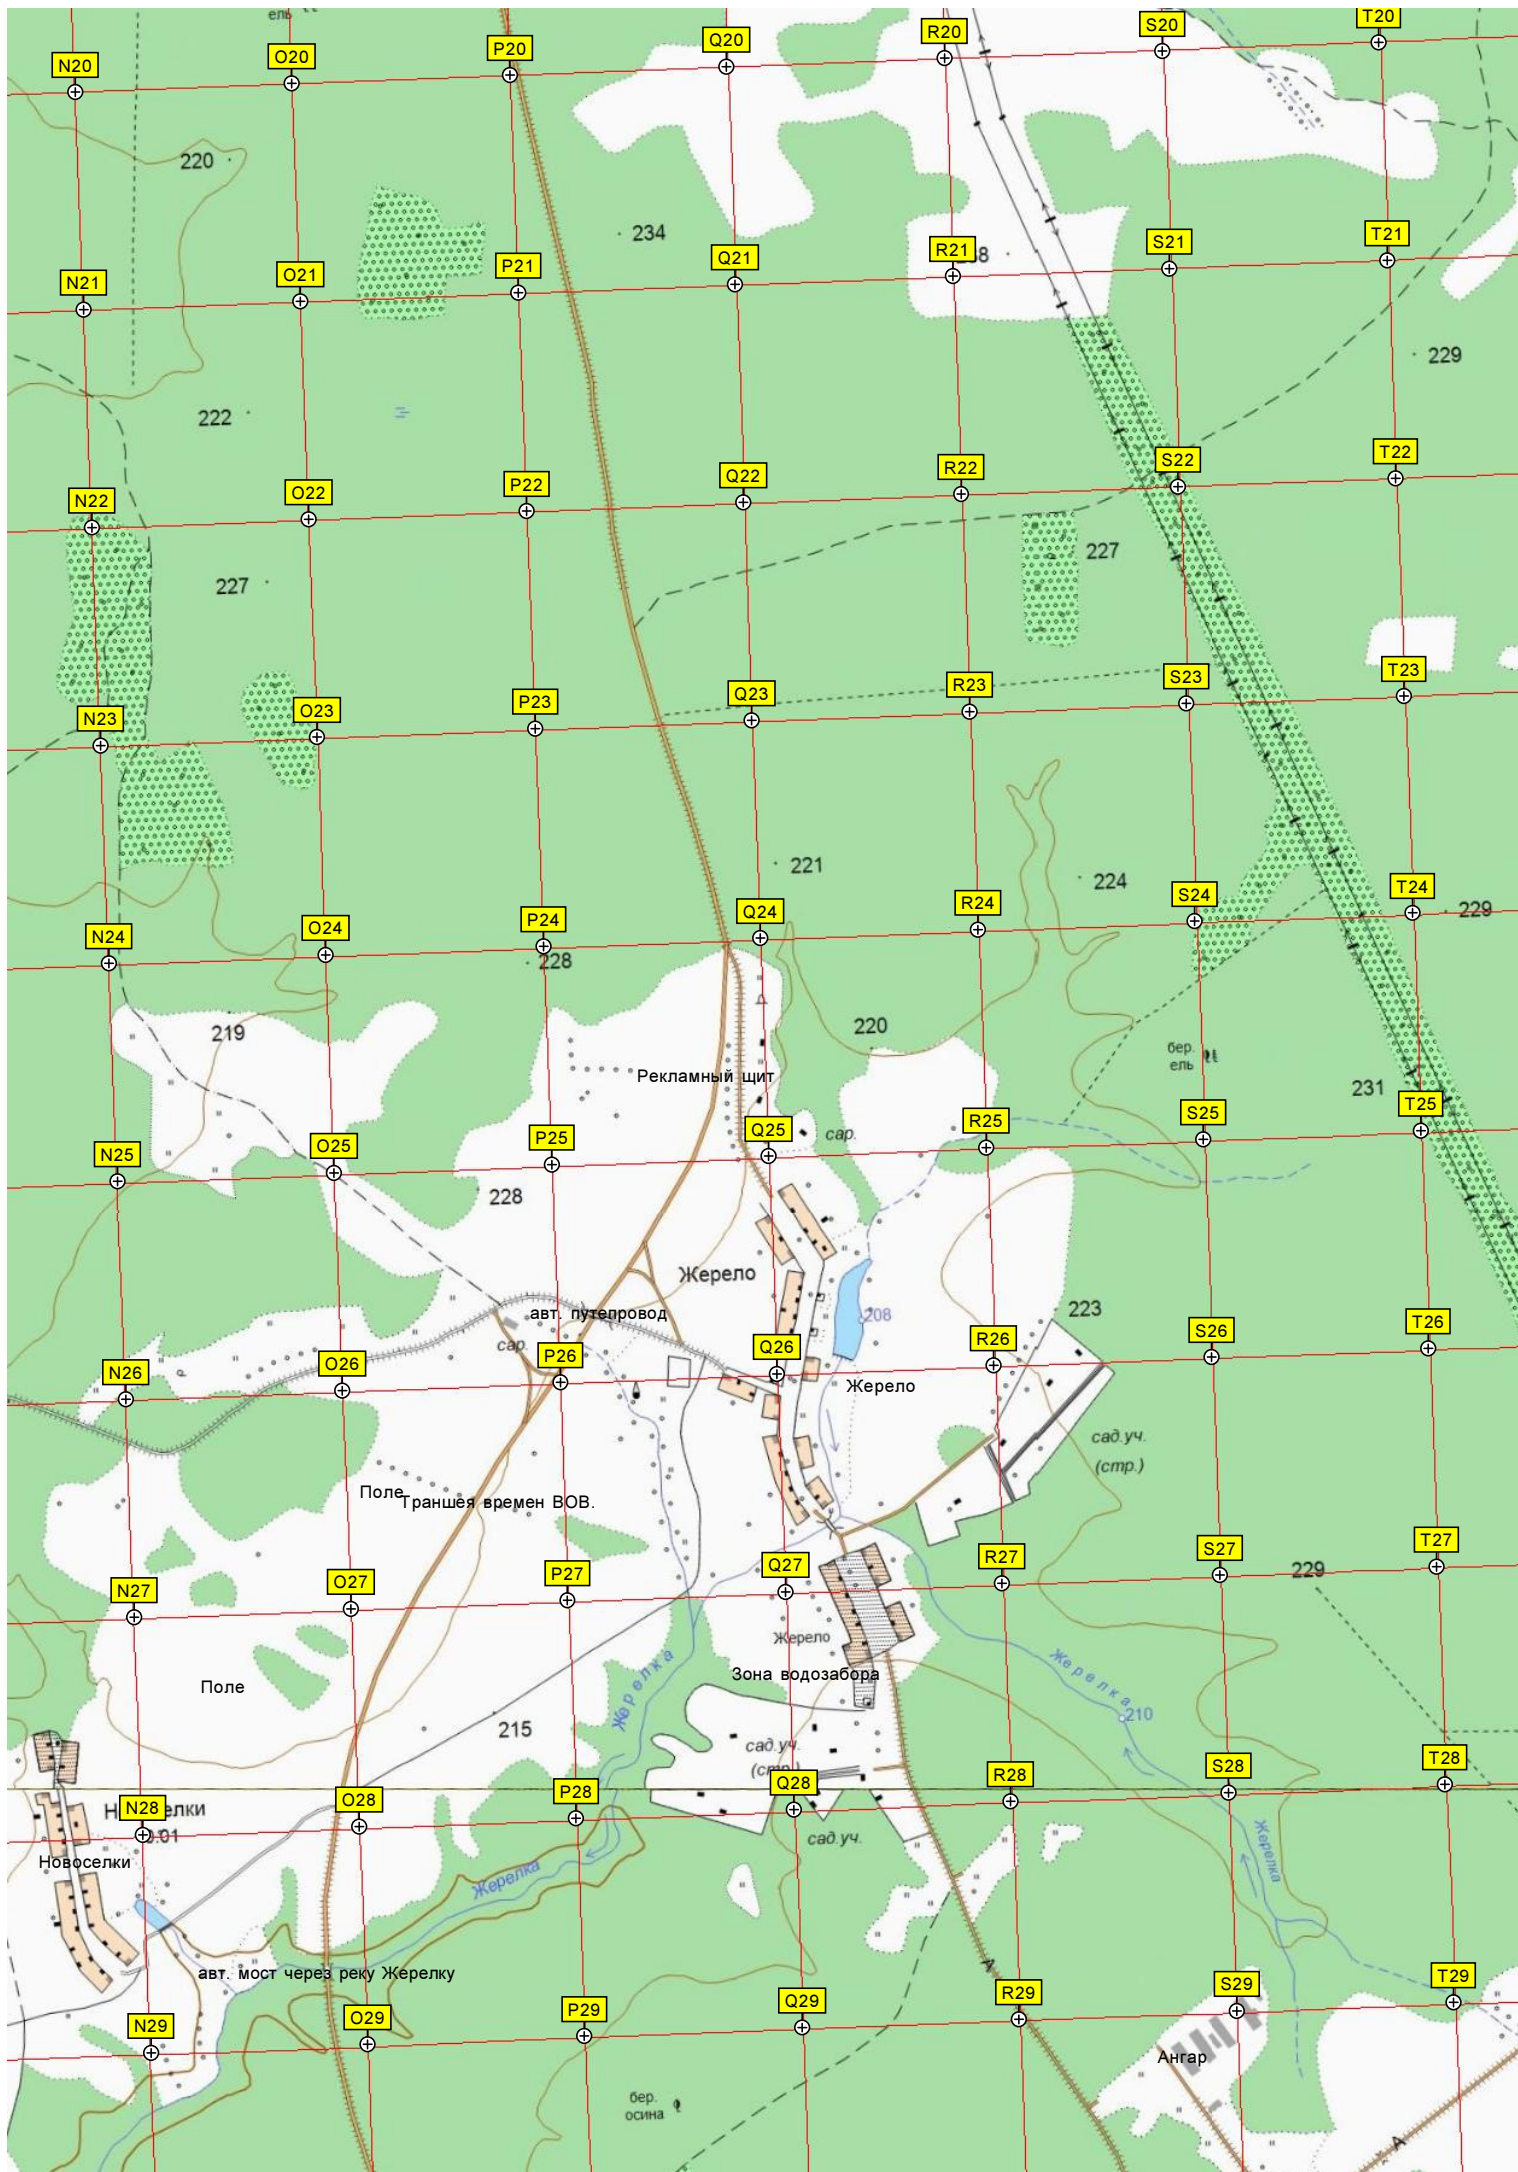 ель
N20
O20
P20
Q20
R20
S20
T20
220
234
N21
O21
P21
Q21
R21
S21
T21
229
222
N22
O22
P22
Q22
R22
S22
T22
227
227
N23
O23
P23
Q23
R23
S23
T23
221
224
229
N24
O24
P24
Q24
R24
S24
T24
228
219
220
бер.
ель
Рекламный щит
231
сар.
N25
O25
P25
Q25
R25
S25
T25
228
Жерело
208
223
авт. путепровод
сар.
N26
O26
P26
Q26
R26
S26
T26
Жерело
сад.уч.
(стр.)
Поле
Траншея времен ВОВ.
229
N27
O27
P27
Q27
R27
S27
T27
Жерело
Зона водозабора
Жерелка
Жерелка
210
Поле
215
сад.уч.
N28
O28
P28
Q28
R28
S28
T28
сад.уч.
Новоселки
Жерелка
Жерелка
авт. мост через реку Жерелку
А
N29
O29
P29
Q29
R29
S29
T29
Ангар
бер.
осина
А